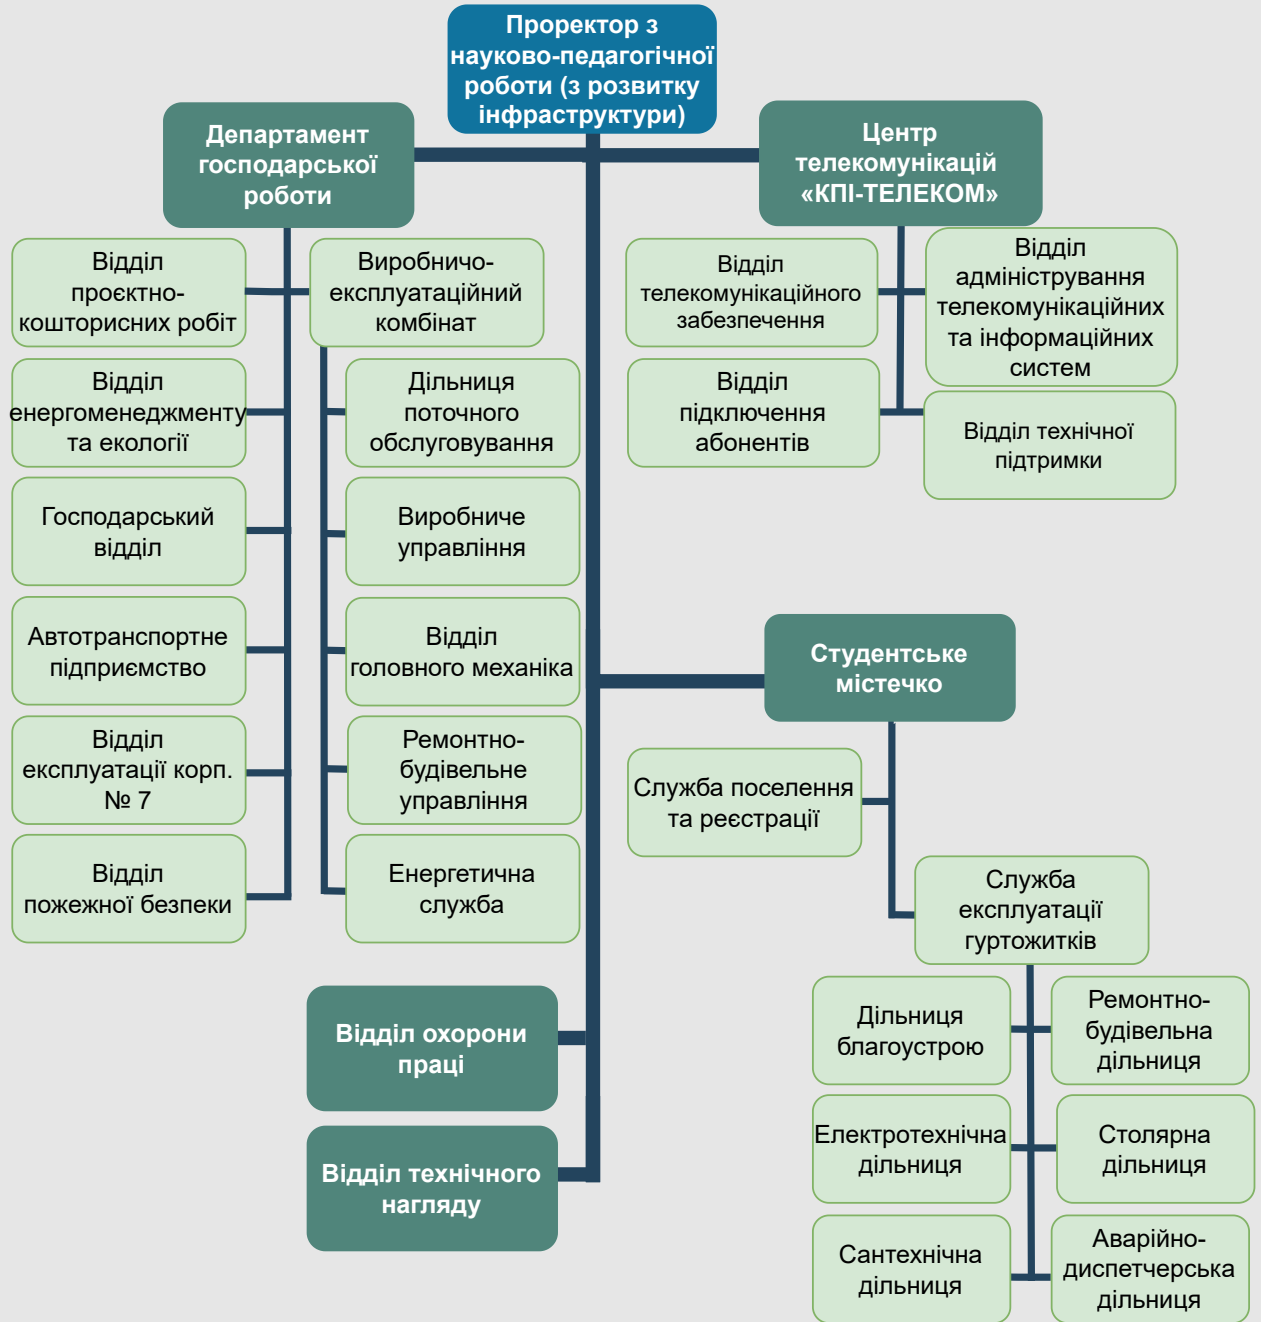 Проректор з
науково-педагогічної
роботи (з розвитку
інфраструктури)
Департамент
господарської
роботи
Центр
телекомунікацій
«КПІ-ТЕЛЕКОМ»
Відділ
проєктно-
кошторисних робіт
Виробничо-
експлуатаційний
комбінат
Відділ
телекомунікаційного
забезпечення
Відділ
адміністрування
телекомунікаційних
та інформаційних
систем
Відділ
енергоменеджменту
та екології
Дільниця
поточного
обслуговування
Відділ
підключення
абонентів
Відділ технічної
підтримки
Господарський
відділ
Виробниче
управління
Автотранспортне
підприємство
Відділ
головного механіка
Студентське
містечко
Відділ
експлуатації корп.
№ 7
Ремонтно-
будівельне
управління
Служба поселення
та реєстрації
Відділ
пожежної безпеки
Енергетична
служба
Служба
експлуатації
гуртожитків
Відділ охорони
праці
Дільниця
благоустрою
Ремонтно-
будівельна
дільниця
Відділ технічного
нагляду
Електротехнічна
дільниця
Столярна
дільниця
Сантехнічна
дільниця
Аварійно-
диспетчерська
дільниця